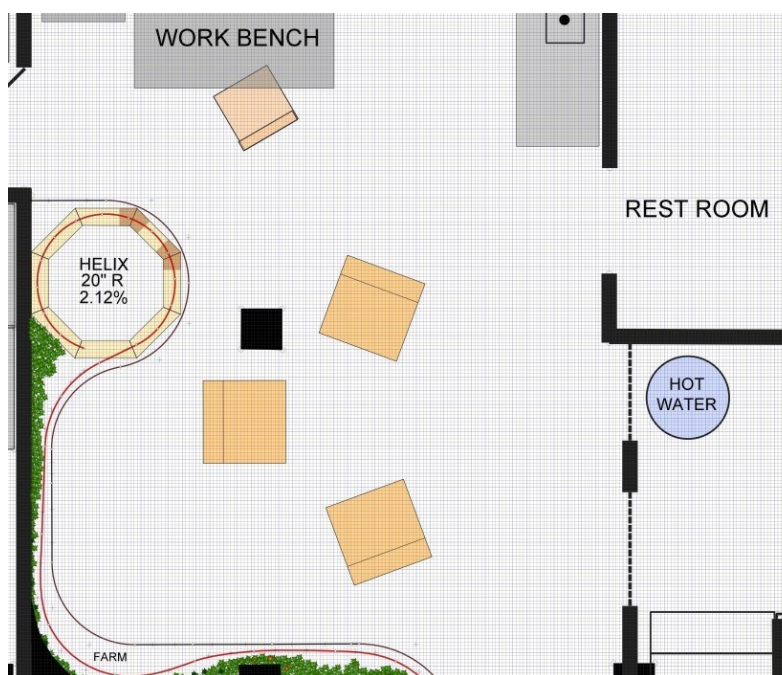 WORK BENCH
REST ROOM
HELIX
20" R
2.12%
HOT
WATER
FARM